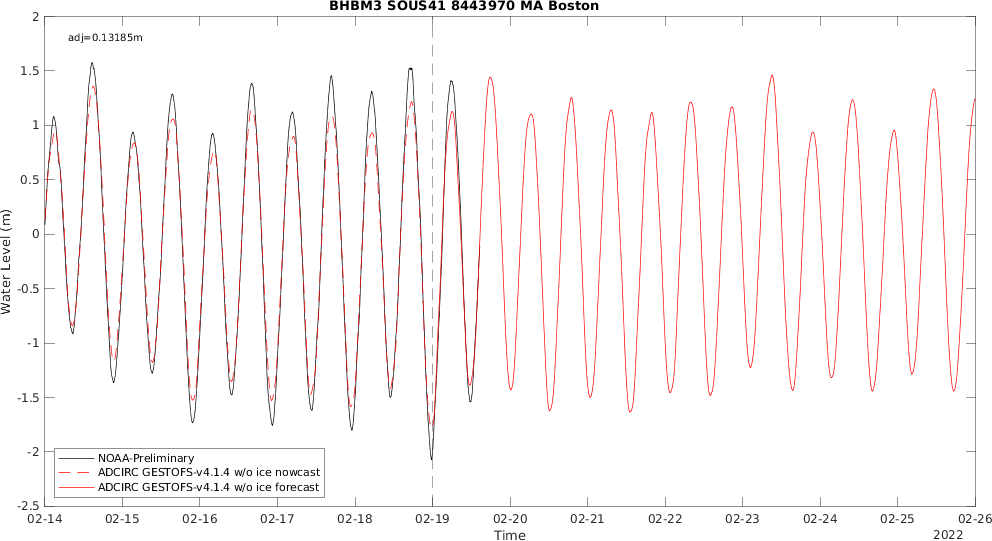 BHBM3 SOUS41 8443970 MA Boston
adj=0.13185m
2
1.5
1
0.5
0
-0.5
-1
-1.5
-2
-2.5
Water Level (m)
NOAA-Preliminary
ADCIRC GESTOFS-v4.1.4 w/o ice nowcast
ADCIRC GESTOFS-v4.1.4 w/o ice forecast
02-14 02-15 02-16 02-17 02-18 02-19 02-20 02-21 02-22 02-23 02-24 02-25 02-26
Time
2022